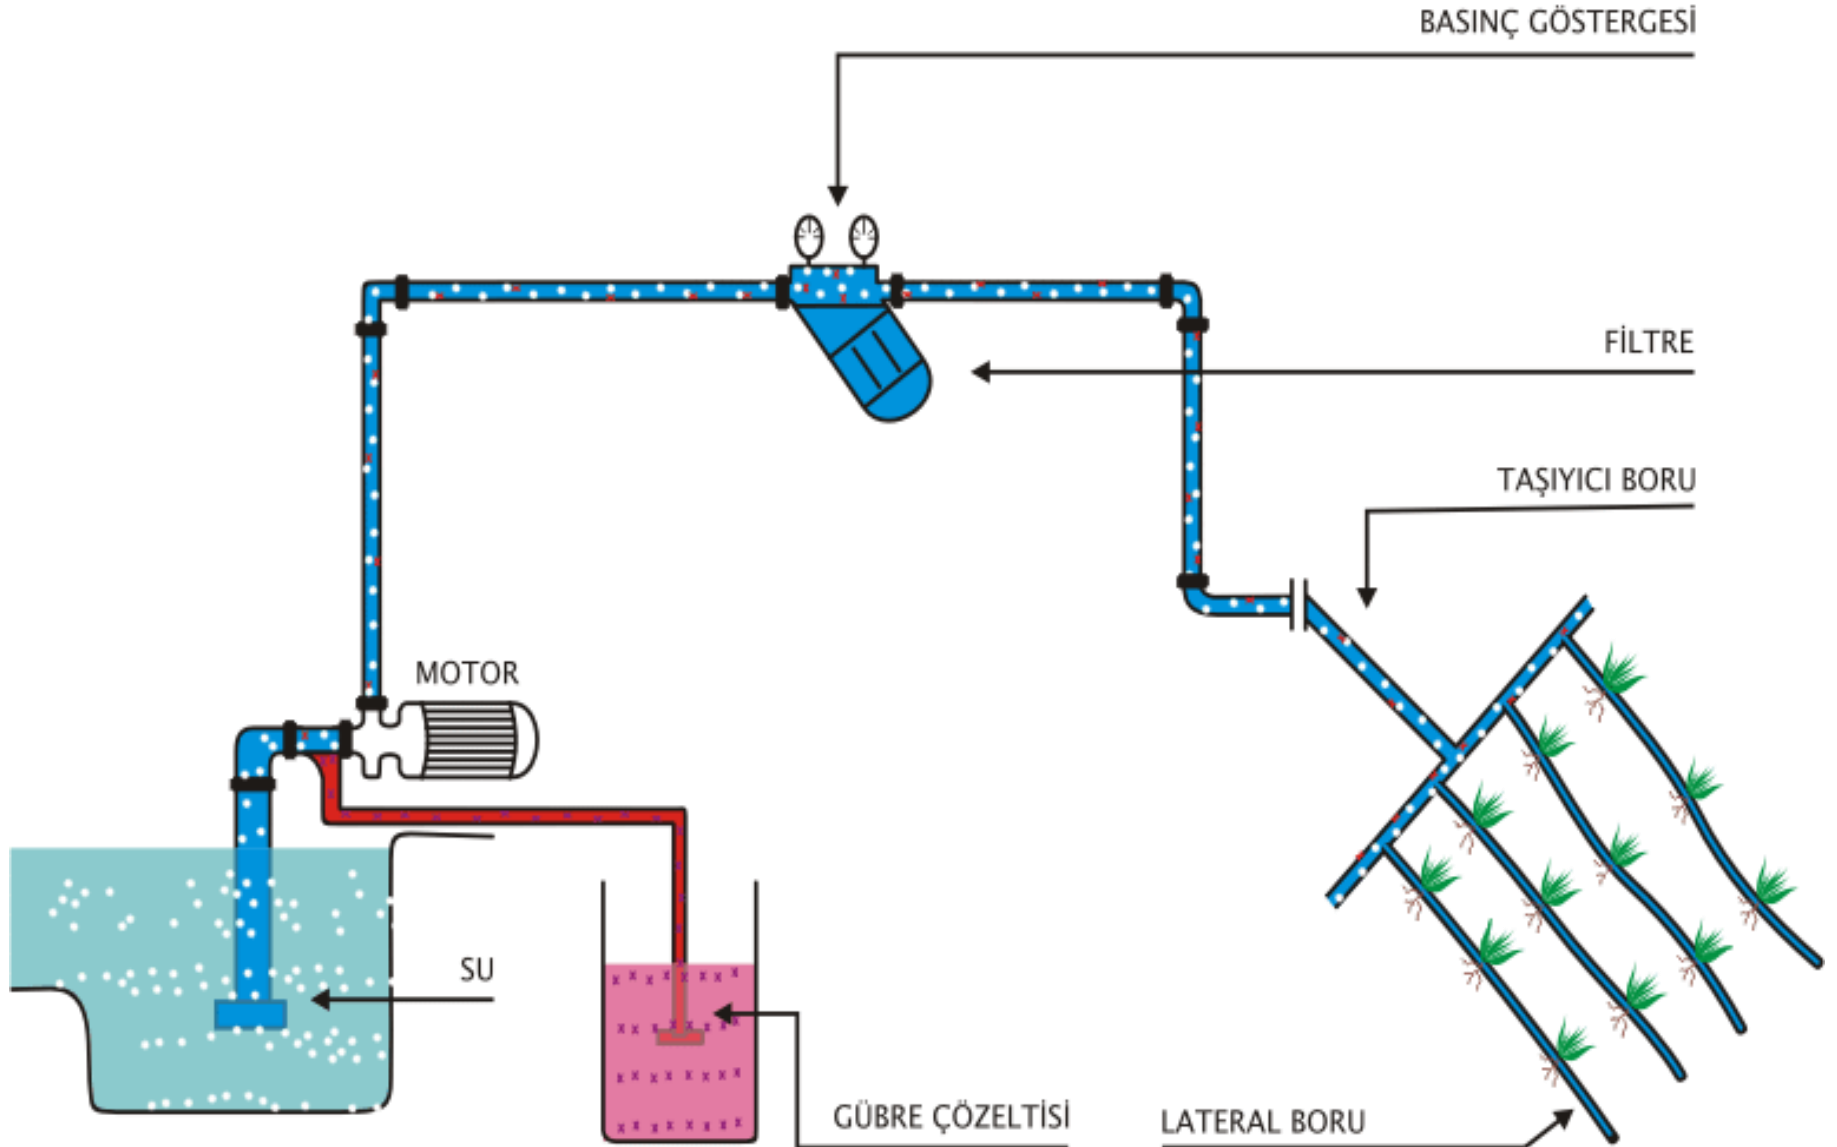 BASINÇ GÖSTERGESİ
FİLTRE
TAŞIYICI BORU
MOTOR
SU
GÜBRE ÇÖZELTİSİ
LATERAL BORU